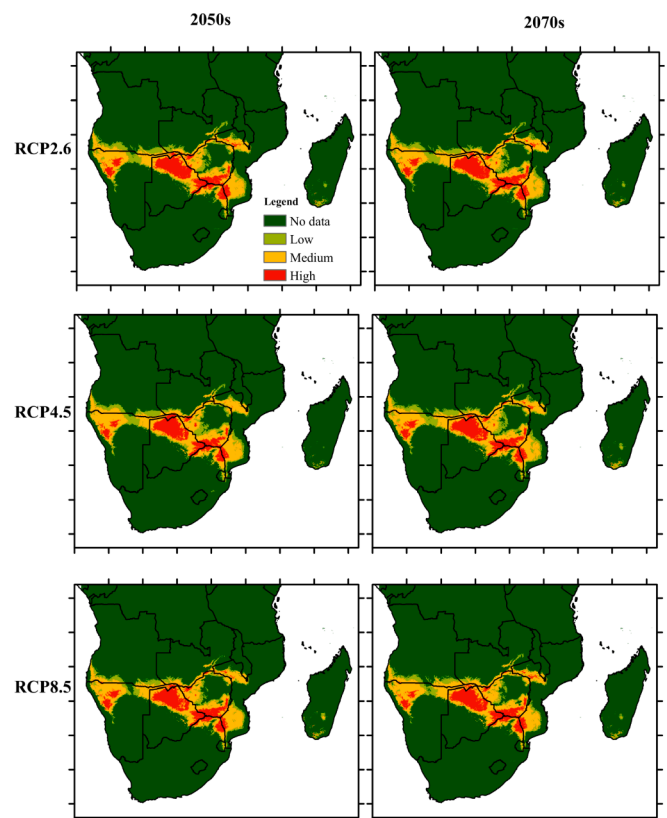 2050s
2070s
RCP2.6
Legend
No data
Low
Medium
High
RCP4.5
RCP8.5